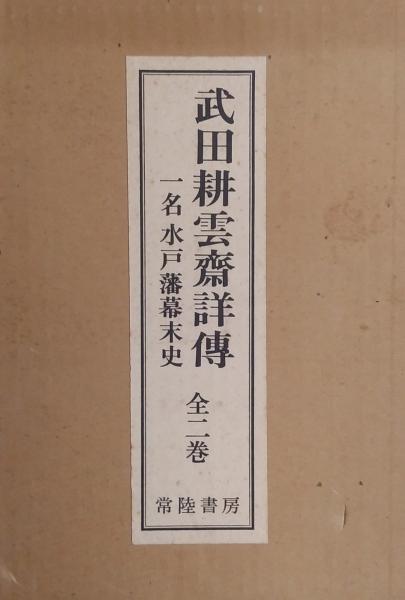 武田耕雲齋詳傳
一名 水戸藩幕末史
全二巻
常陸書房